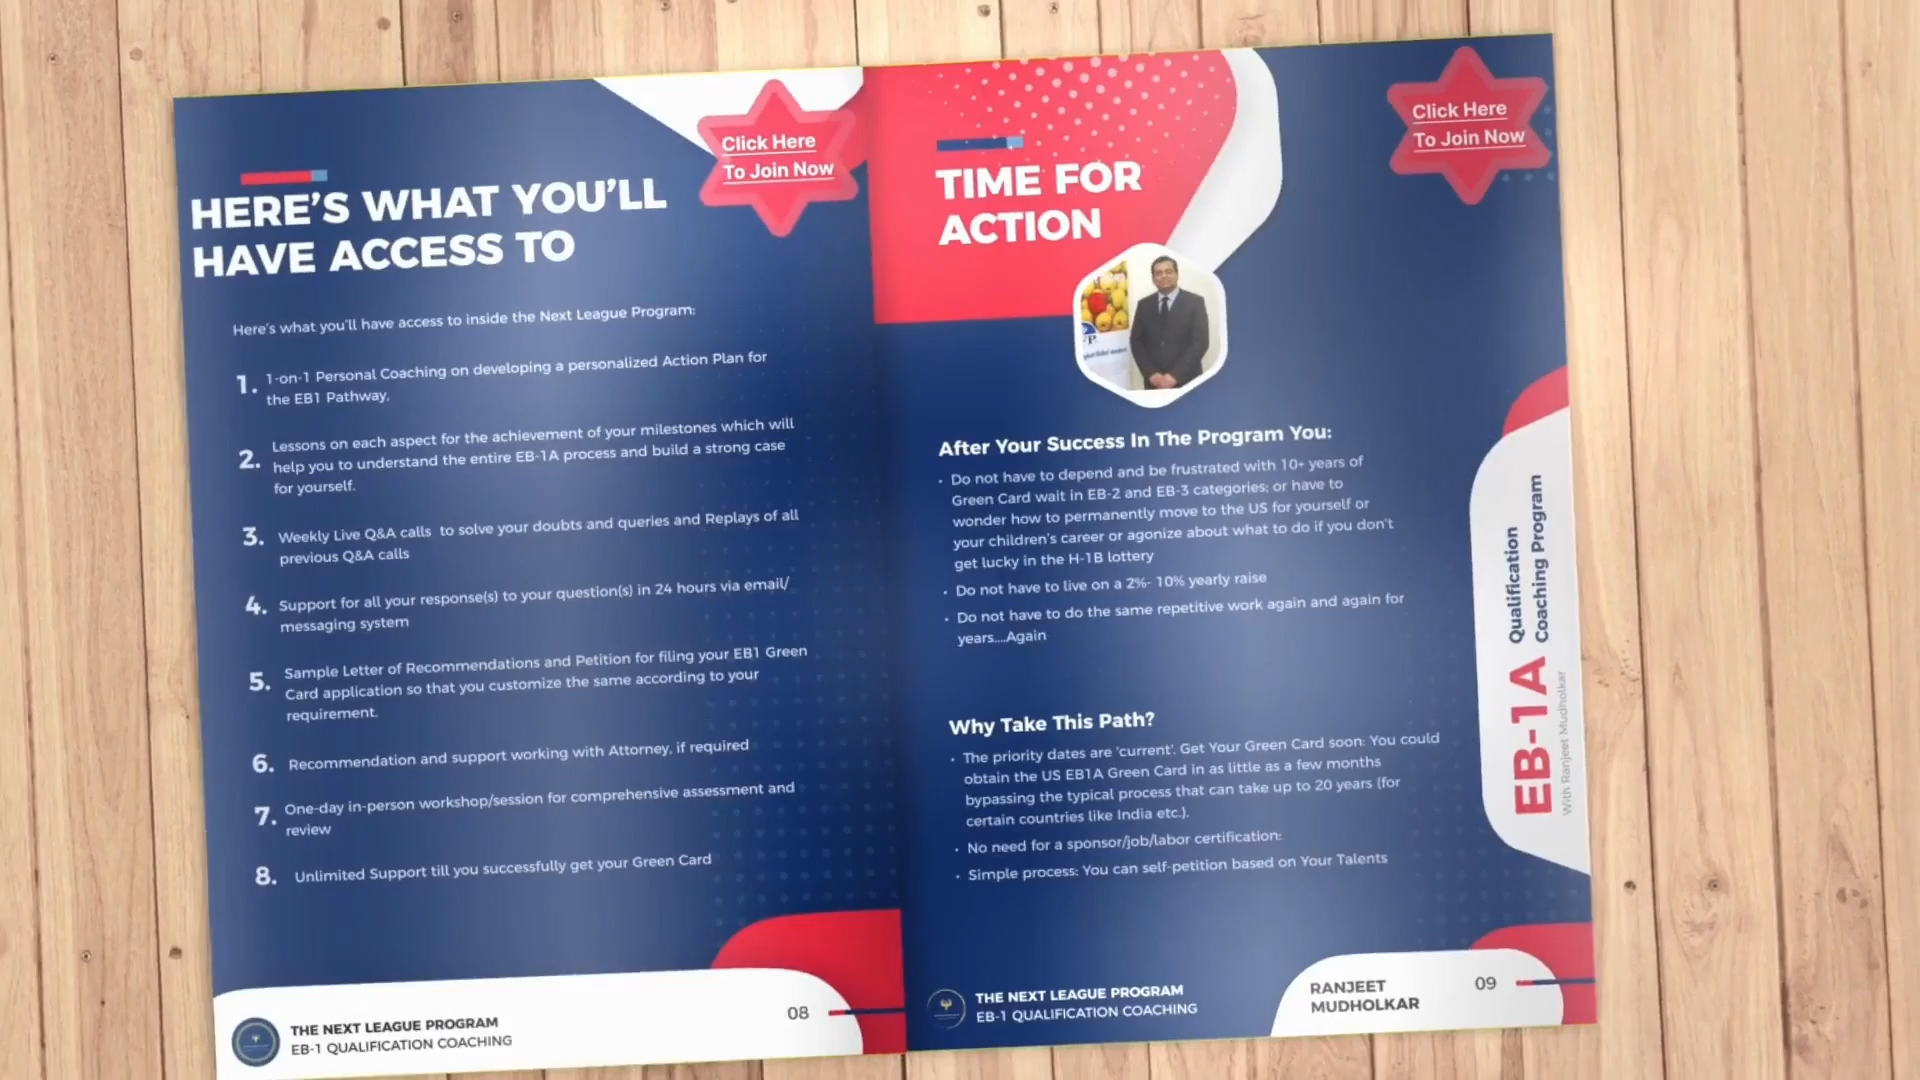 Click Here
To Join Now
HERE'S WHAT YOU'LL
HAVE ACCESS TO
Here's what you'll have access to inside the Next League Program:
1. 1-on-1 Personal Coaching on developing a personalized Action Plan for
the EB1 Pathway,
2. Lessons on each aspect for the achievement of your milestones which will
help you to understand the entire EB-1A process and build a strong case
for yourself.
3. Weekly Live Q&A calls to solve your doubts and queries and Replays of all
previous Q&A calls
4. Support for all your response(s) to your question(s) in 24 hours via email/
messaging system
5. Sample Letter of Recommendations and Petition for filing your EB1 Green
Card application so that you customize the same according to your
requirement.
6. Recommendation and support working with Attorney, if required
7. One-day in-person workshop/session for comprehensive assessment and
review
8. Unlimited Support till you successfully get your Green Card
THE NEXT LEAGUE PROGRAM
EB-1 QUALIFICATION COACHING
08
Click Here
To Join Now
TIME FOR
ACTION
After Your Success In The Program You:
• Do not have to depend and be frustrated with 10+ years of
Green Card wait in EB-2 and EB-3 categories; or have to
wonder how to permanently move to the US for yourself or
your children's career or agonize about what to do if you don't
get lucky in the H-1B lottery
• Do not have to live on a 2%- 10% yearly raise
• Do not have to do the same repetitive work again and again for
years....Again
Why Take This Path?
• The priority dates are 'current'. Get Your Green Card soon: You could
obtain the US EB1A Green Card in as little as a few months
bypassing the typical process that can take up to 20 years (for
certain countries like India etc.).
• No need for a sponsor/job/labor certification:
• Simple process: You can self-petition based on Your Talents
EB-1A Qualification
Coaching Program
With Ranjeet Mudholkar
THE NEXT LEAGUE PROGRAM
EB-1 QUALIFICATION COACHING
RANJEET
MUDHOLKAR
09